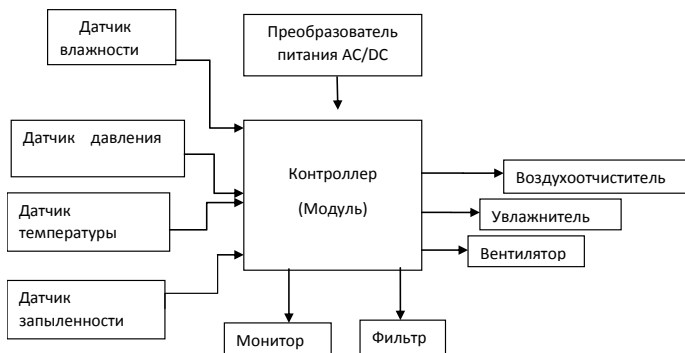 Датчик
влажности
Преобразователь
питания AC/DC
Датчик давления
Контроллер
(Модуль)
Воздухоотчиститель
Датчик
температуры
Увлажнитель
Вентилятор
Датчик
запыленности
Монитор
Фильтр